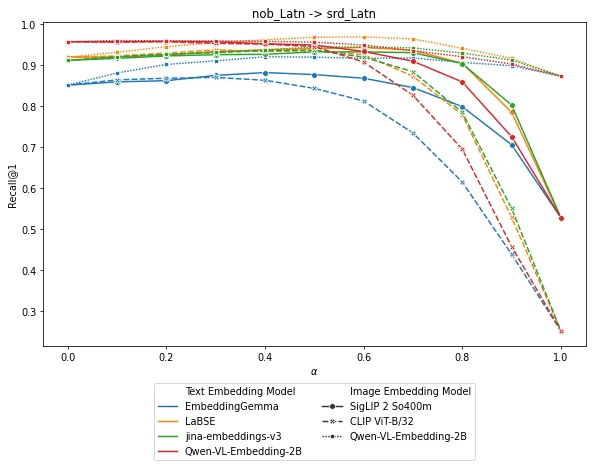 nob_Latn -> srd_Latn
Recall@1
1.0
0.9
0.8
0.7
0.6
0.5
0.4
0.3
0.0 0.2 0.4 0.6 0.8 1.0
α
Text Embedding Model Image Embedding Model
EmbeddingGemma SigLIP 2 So400m
LaBSE CLIP ViT-B/32
jina-embeddings-v3 Qwen-VL-Embedding-2B
Qwen-VL-Embedding-2B